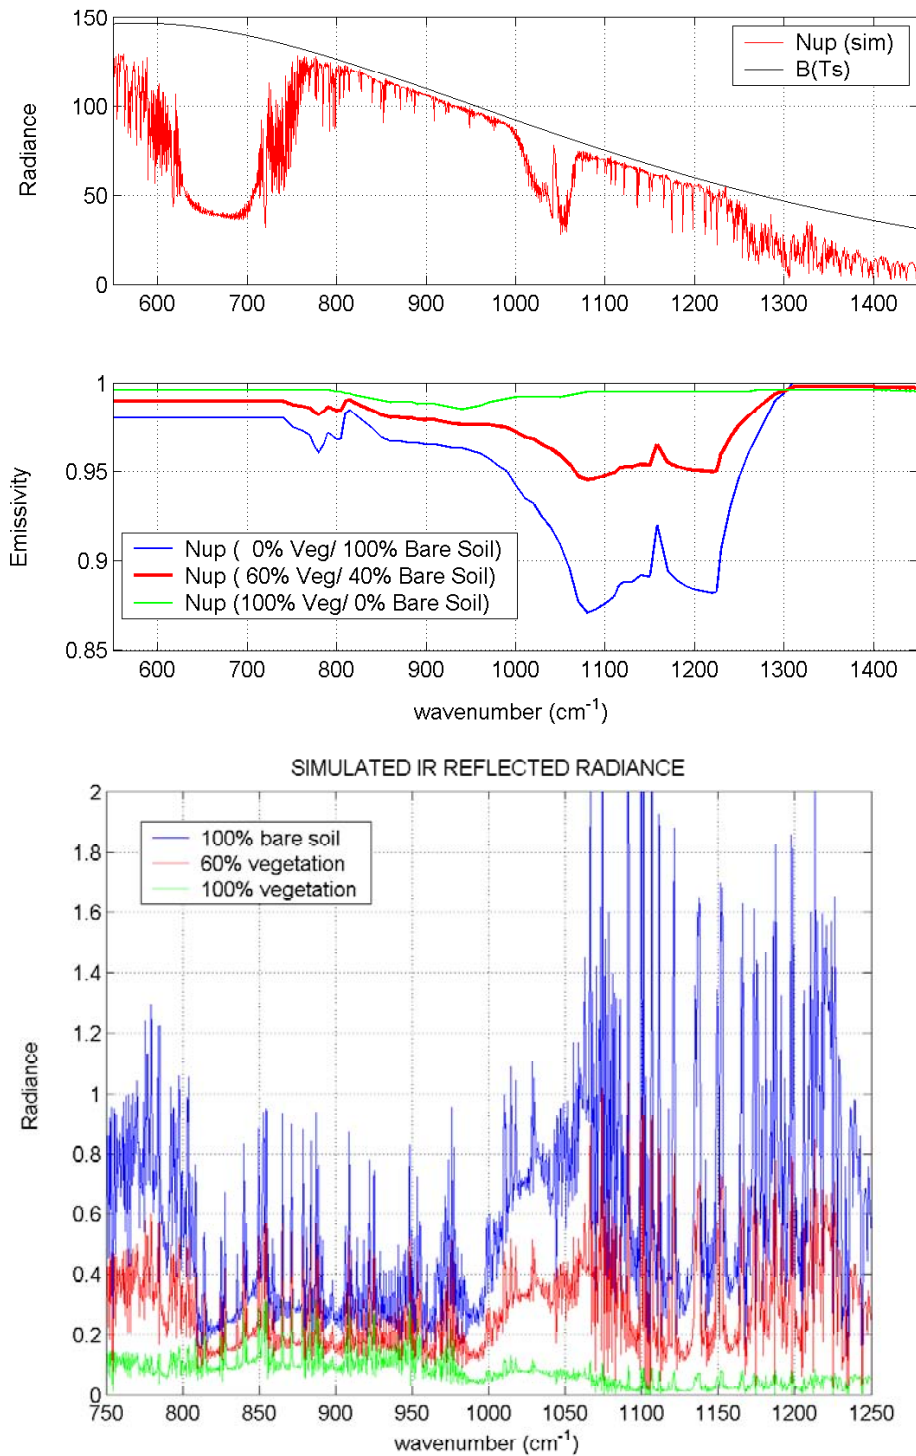 150
100
50
0
Radiance
Nup (sim)
B(Ts)
600 700 800 900 1000 1100 1200 1300 1400
1
0.95
0.9
0.85
Emissivity
Nup ( 0% Veg/ 100% Bare Soil)
Nup ( 60% Veg/ 40% Bare Soil)
Nup (100% Veg/ 0% Bare Soil)
600 700 800 900 1000 1100 1200 1300 1400
wavenumber (cm⁻¹)
SIMULATED IR REFLECTED RADIANCE
2
1.8
1.6
1.4
1.2
1
0.8
0.6
0.4
0.2
0
Radiance
100% bare soil
60% vegetation
100% vegetation
750 800 850 900 950 1000 1050 1100 1150 1200 1250
wavenumber (cm⁻¹)